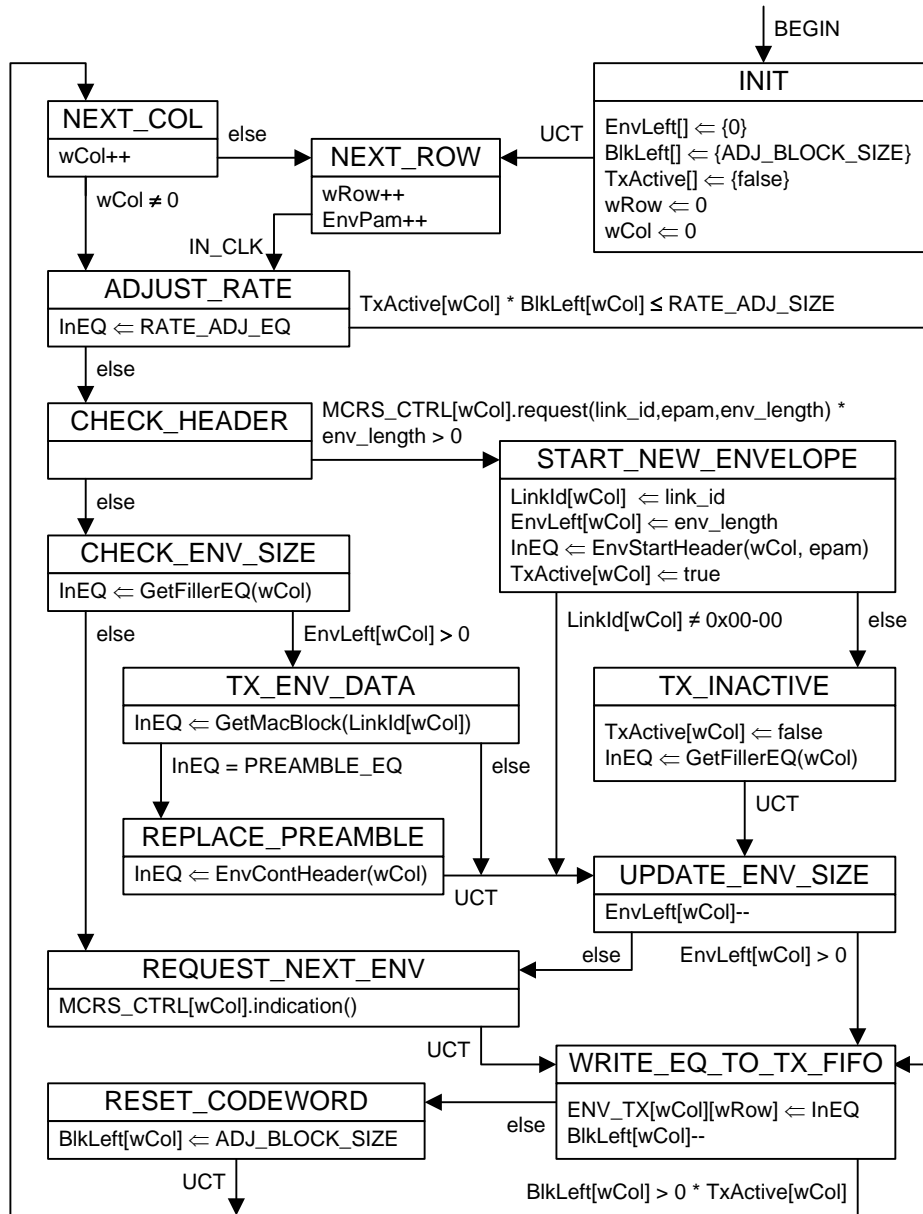 BEGIN
INIT
EnvLeft[] ⇐ {0}
BlkLeft[] ⇐ {ADJ_BLOCK_SIZE}
TxActive[] ⇐ {false}
wRow ⇐ 0
wCol ⇐ 0
UCT
NEXT_COL
wCol++
else
NEXT_ROW
wRow++
EnvPam++
wCol ≠ 0
IN_CLK
ADJUST_RATE
InEQ ⇐ RATE_ADJ_EQ
TxActive[wCol] * BlkLeft[wCol] ≤ RATE_ADJ_SIZE
else
CHECK_HEADER
MCRS_CTRL[wCol].request(link_id,epam,env_length) *
env_length > 0
START_NEW_ENVELOPE
LinkId[wCol] ⇐ link_id
EnvLeft[wCol] ⇐ env_length
InEQ ⇐ EnvStartHeader(wCol, epam)
TxActive[wCol] ⇐ true
else
CHECK_ENV_SIZE
InEQ ⇐ GetFillerEQ(wCol)
else
EnvLeft[wCol] > 0
LinkId[wCol] ≠ 0x00-00
else
TX_ENV_DATA
InEQ ⇐ GetMacBlock(LinkId[wCol])
TX_INACTIVE
TxActive[wCol] ⇐ false
InEQ ⇐ GetFillerEQ(wCol)
InEQ = PREAMBLE_EQ
else
UCT
REPLACE_PREAMBLE
InEQ ⇐ EnvContHeader(wCol)
UCT
UPDATE_ENV_SIZE
EnvLeft[wCol]--
else
EnvLeft[wCol] > 0
REQUEST_NEXT_ENV
MCRS_CTRL[wCol].indication()
UCT
WRITE_EQ_TO_TX_FIFO
ENV_TX[wCol][wRow] ⇐ InEQ
BlkLeft[wCol]--
else
RESET_CODEWORD
BlkLeft[wCol] ⇐ ADJ_BLOCK_SIZE
UCT
BlkLeft[wCol] > 0 * TxActive[wCol]